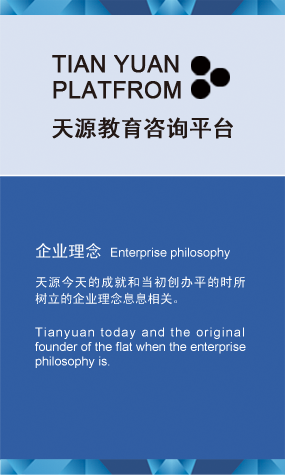 TIAN YUAN
PLATFROM
天源教育咨询平台
企业理念 Enterprise philosophy
天源今天的成就和当初创办平的时所
树立的企业理念息息相关。
Tianyuan today and the original
founder of the flat when the enterprise
philosophy is.